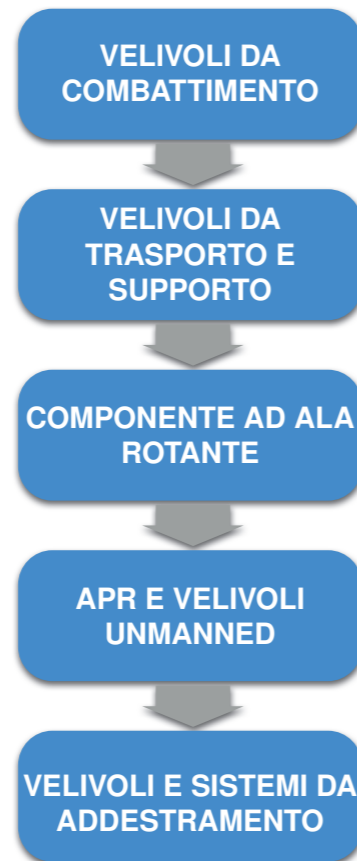 VELIVOLI DA
COMBATTIMENTO
VELIVOLI DA
TRASPORTO E
SUPPORTO
COMPONENTE AD ALA
ROTANTE
APR E VELIVOLI
UNMANNED
VELIVOLI E SISTEMI DA
ADDESTRAMENTO